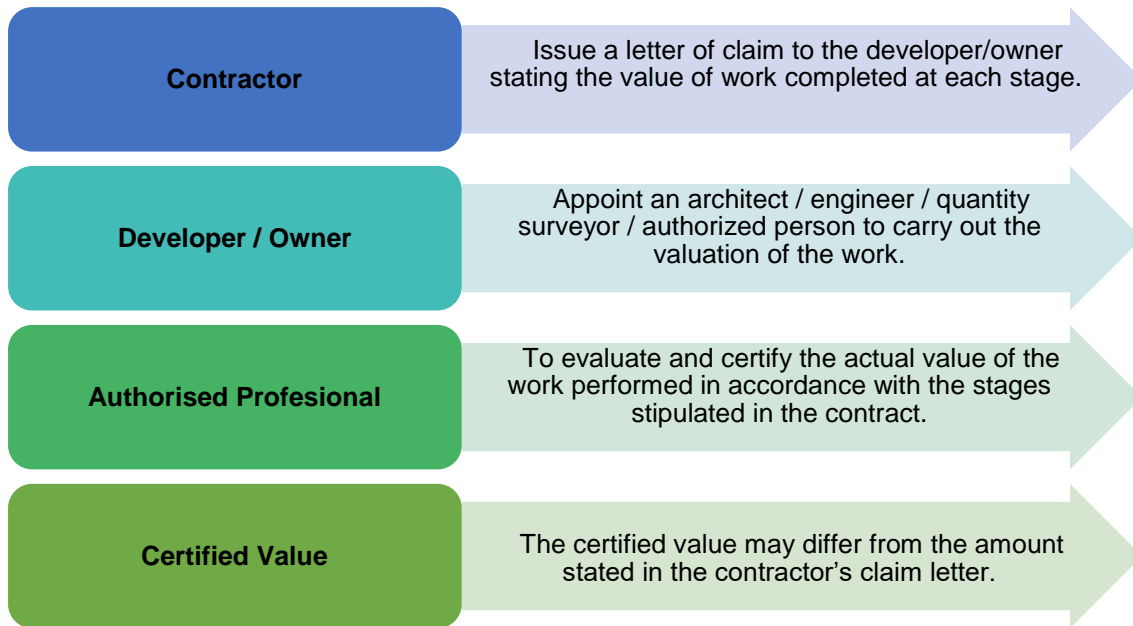 Contractor
Issue a letter of claim to the developer/owner
stating the value of work completed at each stage.
Developer / Owner
Appoint an architect / engineer / quantity
surveyor / authorized person to carry out the
valuation of the work.
Authorised Profesional
To evaluate and certify the actual value of the
work performed in accordance with the stages
stipulated in the contract.
Certified Value
The certified value may differ from the amount
stated in the contractor’s claim letter.